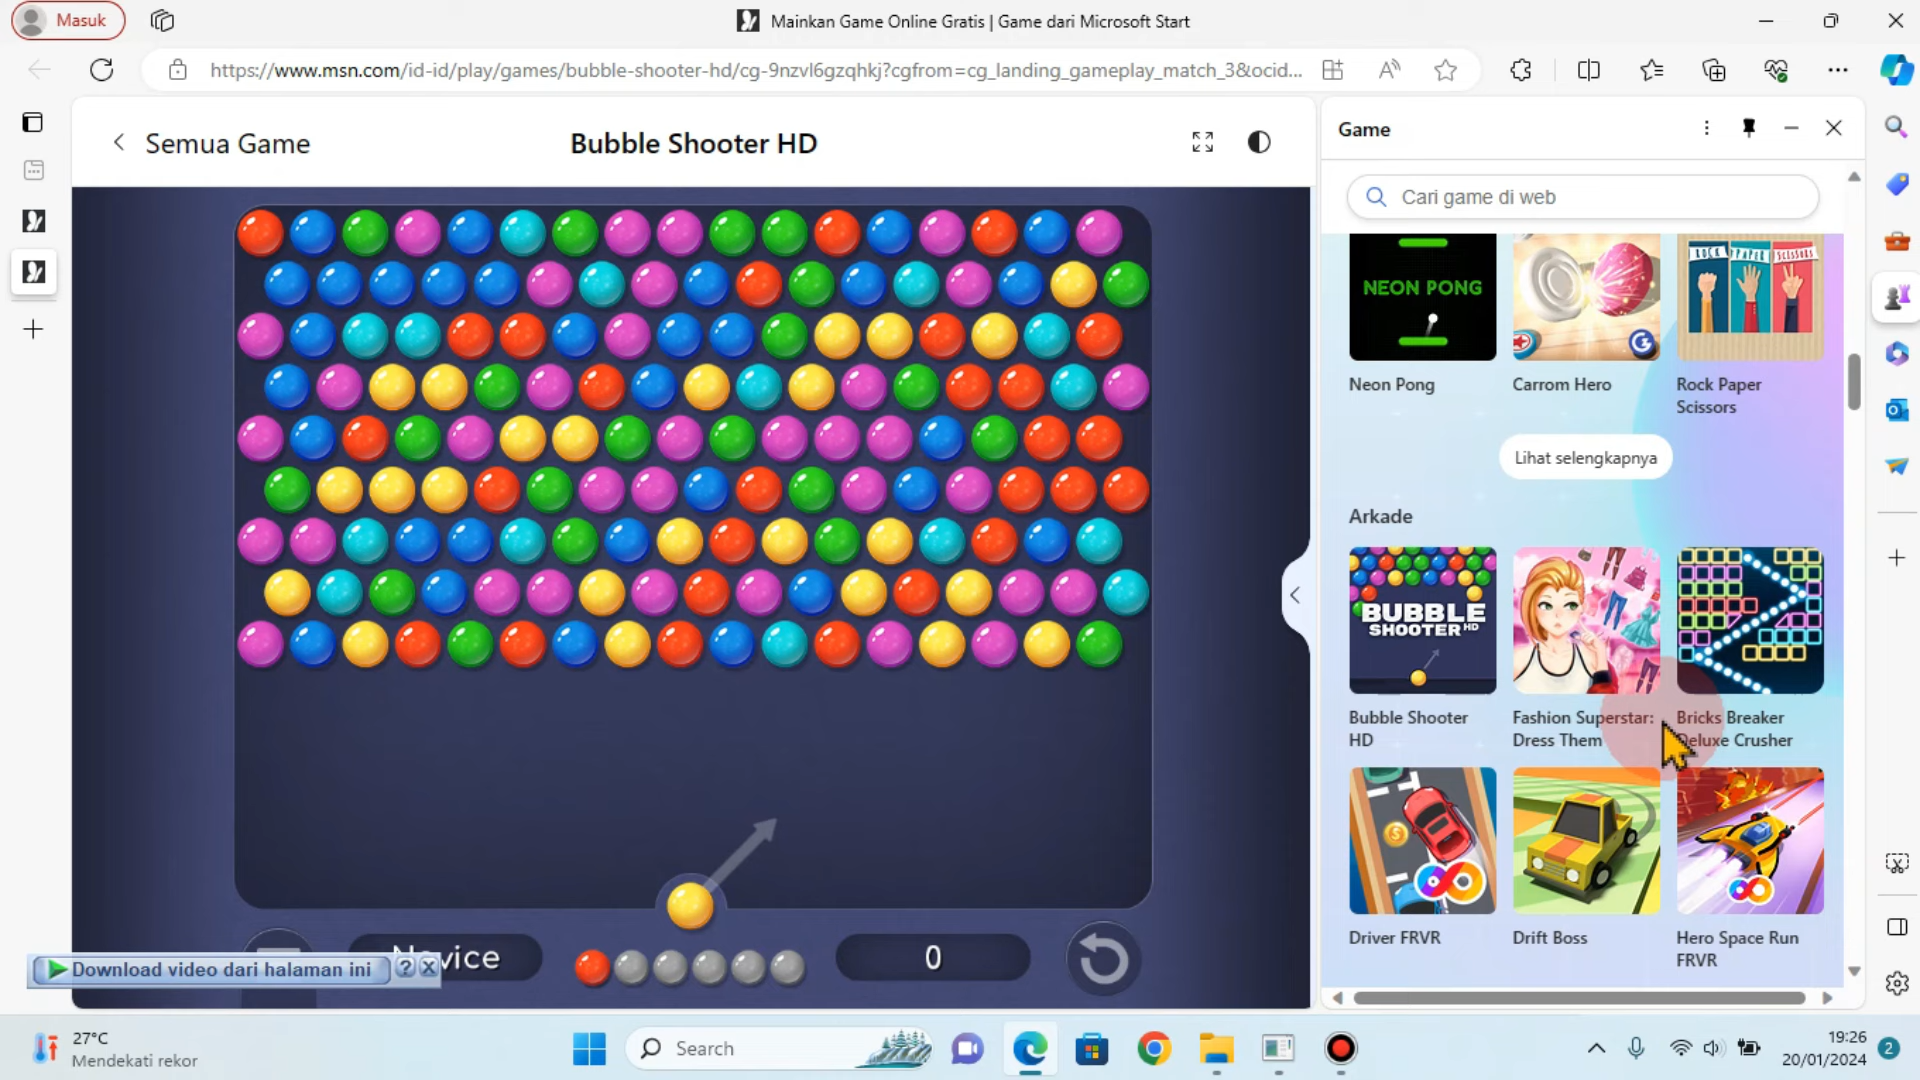 Masuk
Mainkan Game Online Gratis | Game dari Microsoft Start
https://www.msn.com/id-id/play/games/bubble-shooter-hd/cg-9nzvl6gzqhkj?cgfrom=cg_landing_gameplay_match_3&ocid...
Semua Game
Bubble Shooter HD
Game
Cari game di web
NEON PONG
ROCK PAPER SCISSORS
Neon Pong
Carrom Hero
Rock Paper
Scissors
Lihat selengkapnya
Arkade
BUBBLE
SHOOTER HD
Bubble Shooter
HD
Fashion Superstar:
Dress Them
Bricks Breaker
Deluxe Crusher
Driver FRVR
Drift Boss
Hero Space Run
FRVR
Novice
0
Download video dari halaman ini
?
27°C
Mendekati rekor
Search
19:26
20/01/2024
2